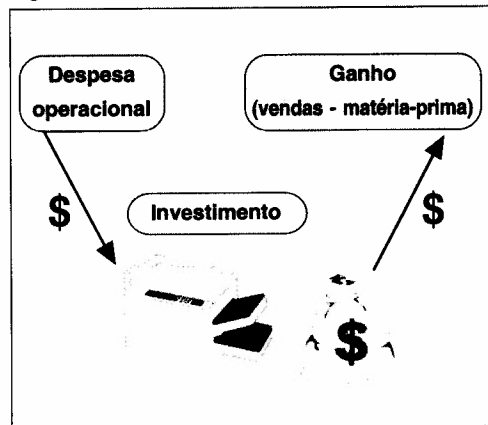 Despesa
operacional
Ganho
(vendas - matéria-prima)
$
Investimento
$
$